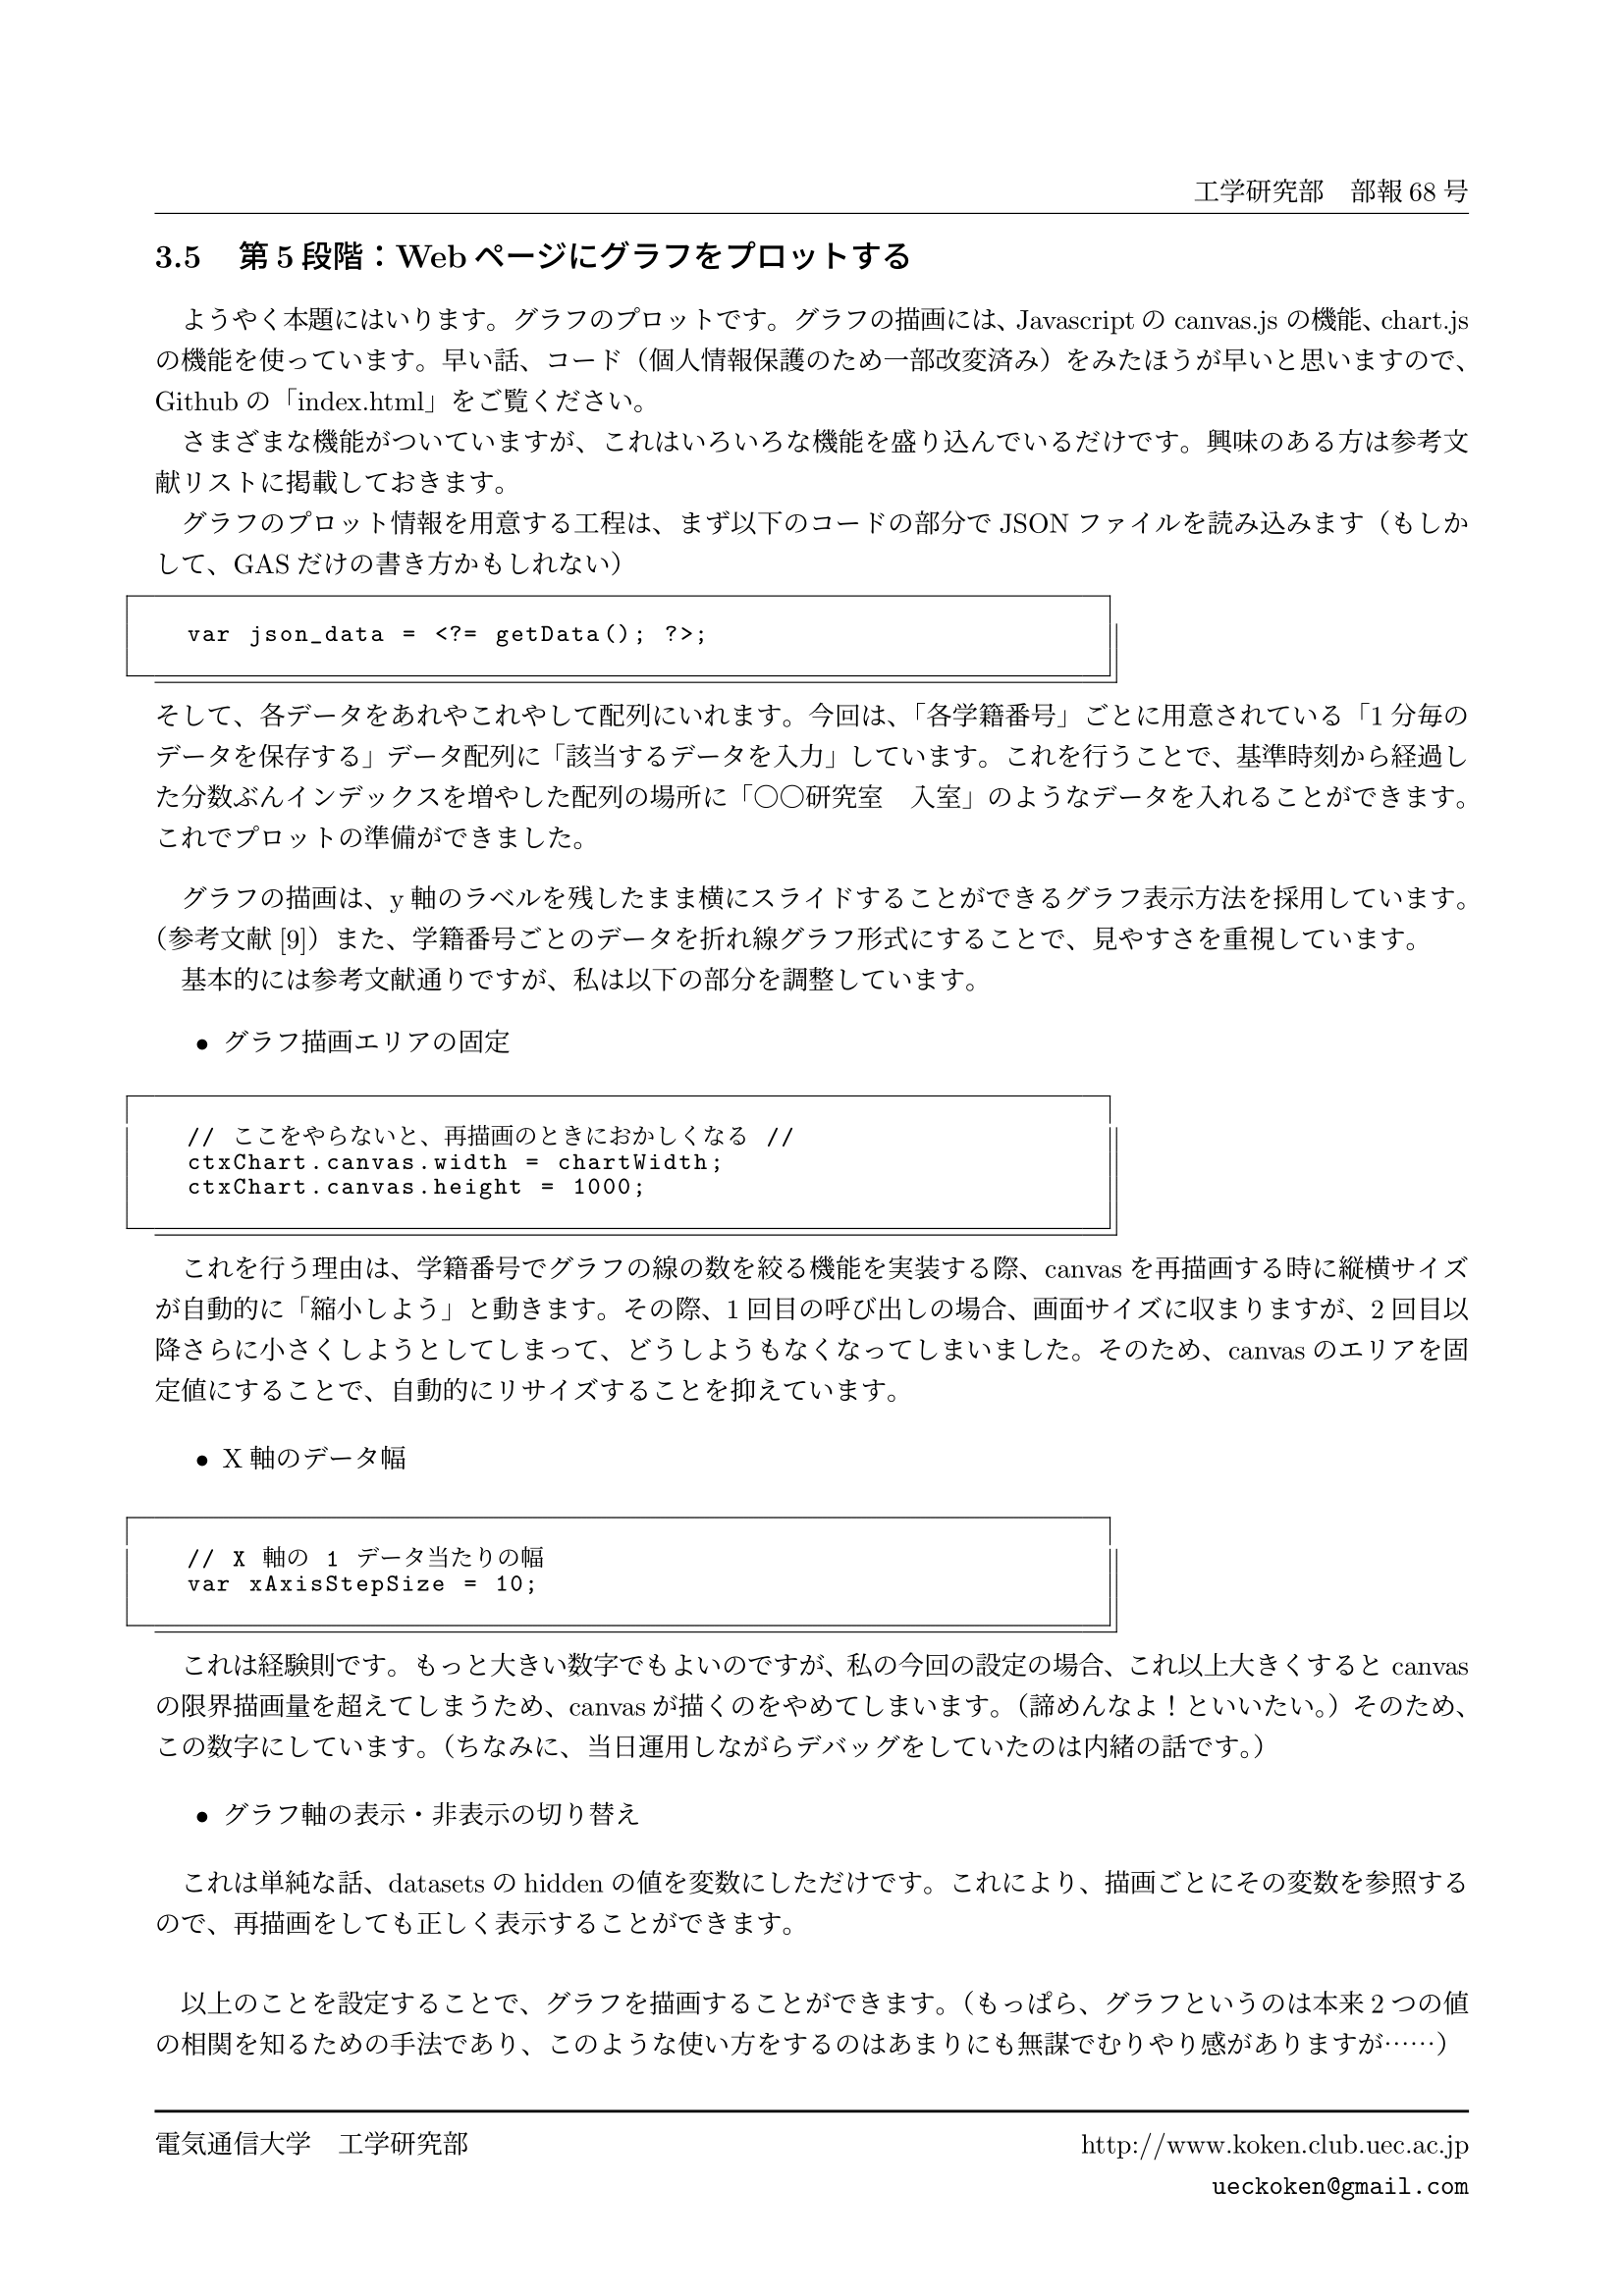 工学研究部　部報 68 号
3.5　第 5 段階：Web ページにグラフをプロットする
ようやく本題にはいります。グラフのプロットです。グラフの描画には、Javascript の canvas.js の機能、chart.js
の機能を使っています。早い話、コード（個人情報保護のため一部改変済み）をみたほうが早いと思いますので、
Github の「index.html」をご覧ください。
さまざまな機能がついていますが、これはいろいろな機能を盛り込んでいるだけです。興味のある方は参考文
献リストに掲載しておきます。
グラフのプロット情報を用意する工程は、まず以下のコードの部分で JSON ファイルを読み込みます（もしか
して、GAS だけの書き方かもしれない）
var json_data = <?= getData(); ?>;
そして、各データをあれやこれやして配列にいれます。今回は、「各学籍番号」ごとに用意されている「1 分毎の
データを保存する」データ配列に「該当するデータを入力」しています。これを行うことで、基準時刻から経過し
た分数ぶんインデックスを増やした配列の場所に「〇〇研究室　入室」のようなデータを入れることができます。
これでプロットの準備ができました。
グラフの描画は、y 軸のラベルを残したまま横にスライドすることができるグラフ表示方法を採用しています。
（参考文献 [9]）また、学籍番号ごとのデータを折れ線グラフ形式にすることで、見やすさを重視しています。
基本的には参考文献通りですが、私は以下の部分を調整しています。
• グラフ描画エリアの固定
// ここをやらないと、再描画のときにおかしくなる //
ctxChart.canvas.width = chartWidth;
ctxChart.canvas.height = 1000;
これを行う理由は、学籍番号でグラフの線の数を絞る機能を実装する際、canvas を再描画する時に縦横サイズ
が自動的に「縮小しよう」と動きます。その際、1 回目の呼び出しの場合、画面サイズに収まりますが、2 回目以
降さらに小さくしようとしてしまって、どうしようもなくなってしまいました。そのため、canvas のエリアを固
定値にすることで、自動的にリサイズすることを抑えています。
• X 軸のデータ幅
// X 軸の 1 データ当たりの幅
var xAxisStepSize = 10;
これは経験則です。もっと大きい数字でもよいのですが、私の今回の設定の場合、これ以上大きくすると canvas
の限界描画量を超えてしまうため、canvas が描くのをやめてしまいます。（諦めんなよ！といいたい。）そのため、
この数字にしています。（ちなみに、当日運用しながらデバッグをしていたのは内緒の話です。）
• グラフ軸の表示・非表示の切り替え
これは単純な話、datasets の hidden の値を変数にしただけです。これにより、描画ごとにその変数を参照する
ので、再描画をしても正しく表示することができます。
以上のことを設定することで、グラフを描画することができます。（もっぱら、グラフというのは本来 2 つの値
の相関を知るための手法であり、このような使い方をするのはあまりにも無謀でむりやり感がありますが……）
電気通信大学　工学研究部
http://www.koken.club.uec.ac.jp
ueckoken@gmail.com